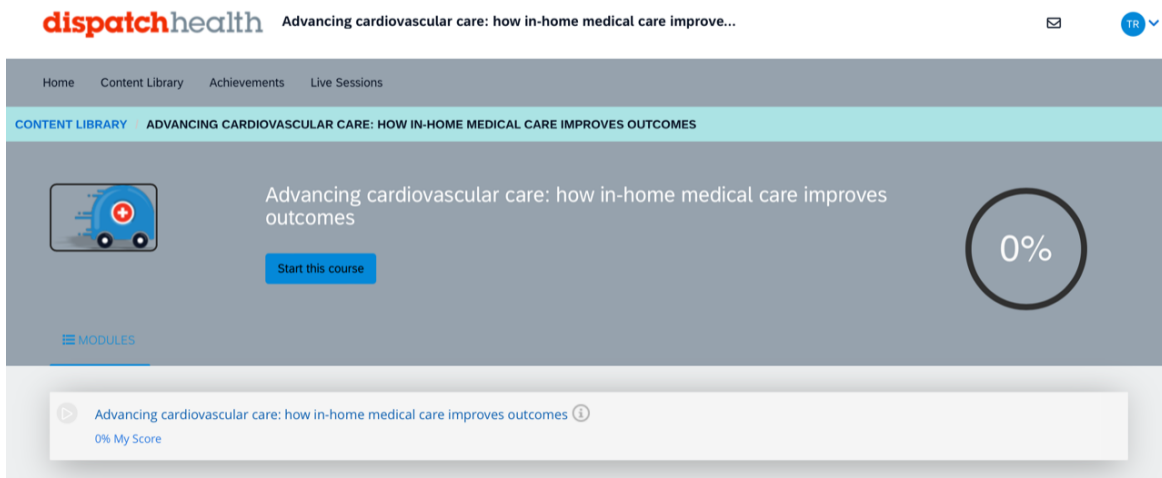 dispatchhealth Advancing cardiovascular care: how in-home medical care improve...
TR
Home Content Library Achievements Live Sessions
CONTENT LIBRARY ADVANCING CARDIOVASCULAR CARE: HOW IN-HOME MEDICAL CARE IMPROVES OUTCOMES
Advancing cardiovascular care: how in-home medical care improves
outcomes
0%
Start this course
MODULES
Advancing cardiovascular care: how in-home medical care improves outcomes
0% My Score